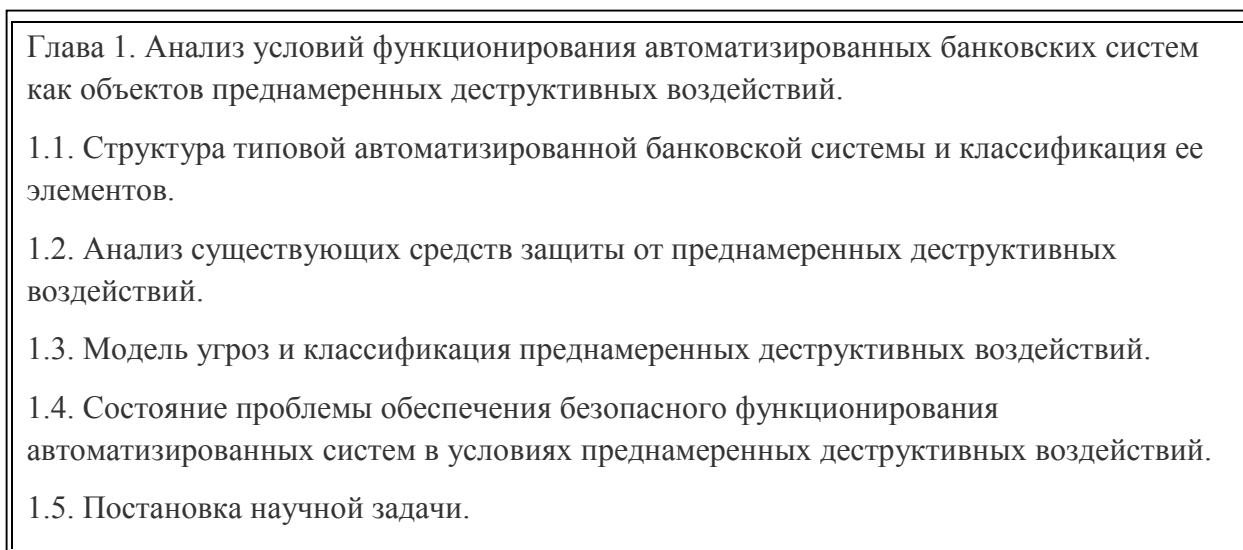 Глава 1. Анализ условий функционирования автоматизированных банковских систем
как объектов преднамеренных деструктивных воздействий.
1.1. Структура типовой автоматизированной банковской системы и классификация ее
элементов.
1.2. Анализ существующих средств защиты от преднамеренных деструктивных
воздействий.
1.3. Модель угроз и классификация преднамеренных деструктивных воздействий.
1.4. Состояние проблемы обеспечения безопасного функционирования
автоматизированных систем в условиях преднамеренных деструктивных воздействий.
1.5. Постановка научной задачи.